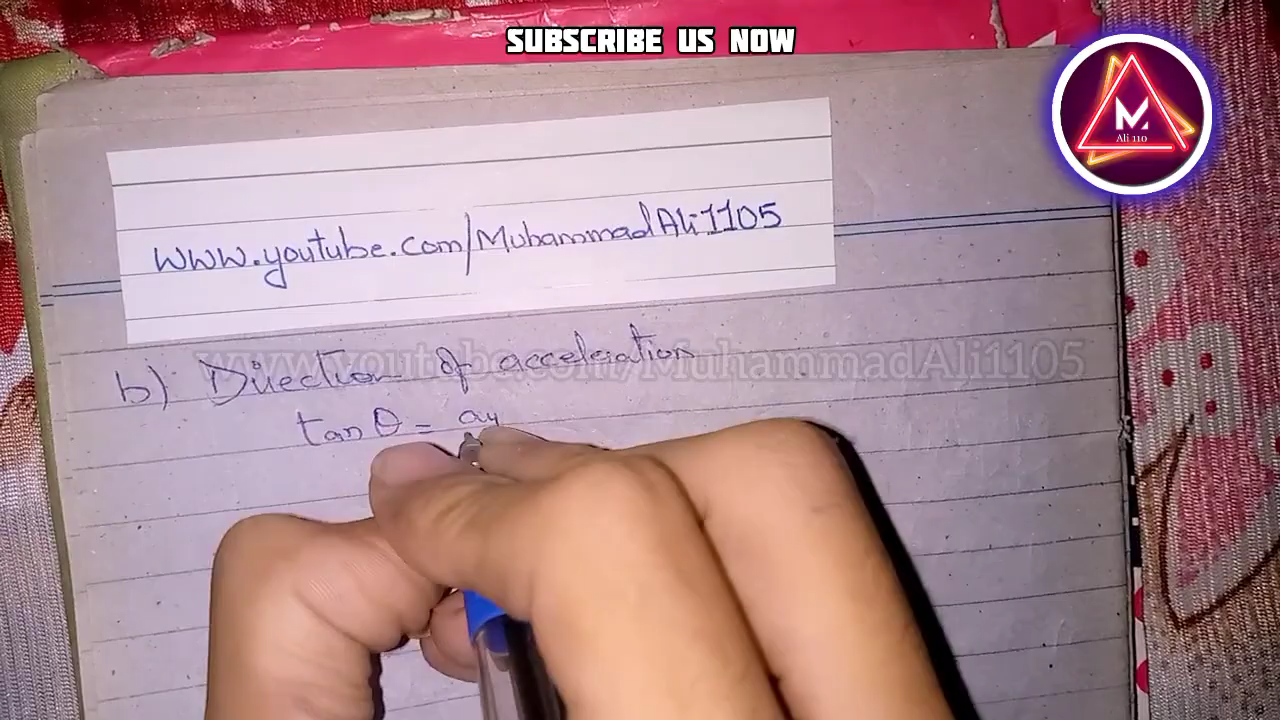 SUBSCRIBE US NOW
M
Ali 110
www.youtube.com/MuhammadAli1105
www.youtube.com/MuhammadAli1105
b) Direction of acceleration
tan θ = ay